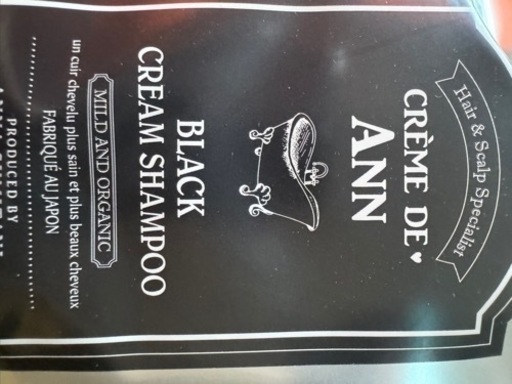 Hair & Scalp Specialist
CRÈME DE
ANN
BLACK
CREAM SHAMPOO
MILD AND ORGANIC
un cuir chevelu plus sain et plus beaux cheveux
FABRIQUÉ AU JAPON
PRODUCED BY